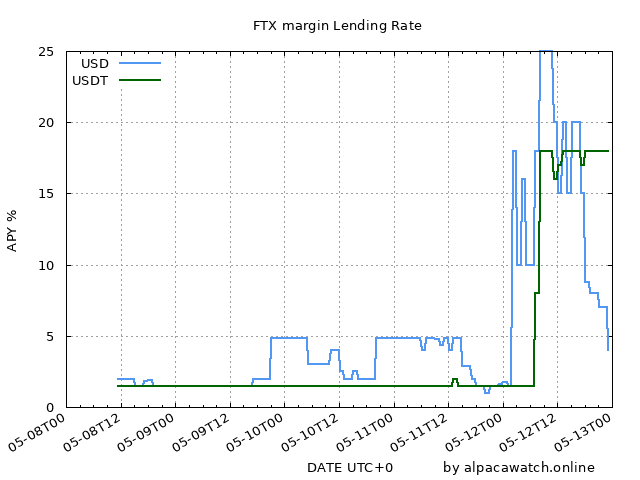 FTX margin Lending Rate
USD
USDT
APY %
25
20
15
10
5
0
05-08T00
05-08T12
05-09T00
05-09T12
05-10T00
05-10T12
05-11T00
05-11T12
05-12T00
05-12T12
05-13T00
DATE UTC+0 by alpacawatch.online